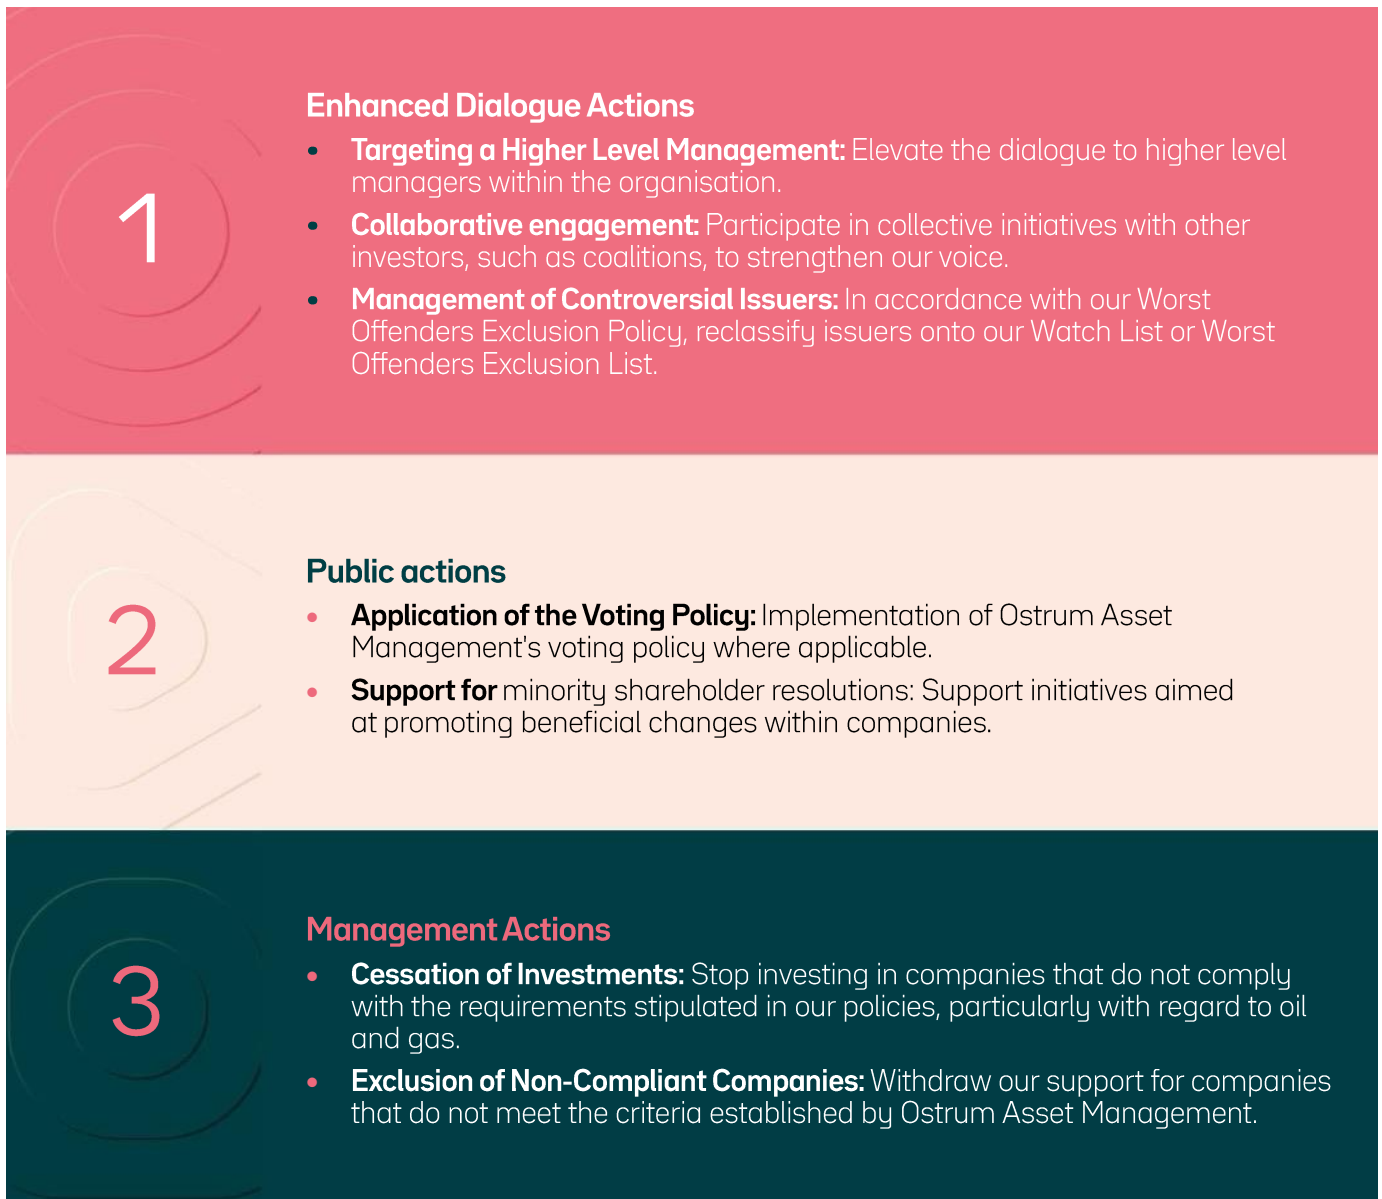 1
Enhanced Dialogue Actions
• Targeting a Higher Level Management: Elevate the dialogue to higher level
managers within the organisation.
• Collaborative engagement: Participate in collective initiatives with other
investors, such as coalitions, to strengthen our voice.
• Management of Controversial Issuers: In accordance with our Worst
Offenders Exclusion Policy, reclassify issuers onto our Watch List or Worst
Offenders Exclusion List.
2
Public actions
• Application of the Voting Policy: Implementation of Ostrum Asset
Management's voting policy where applicable.
• Support for minority shareholder resolutions: Support initiatives aimed
at promoting beneficial changes within companies.
3
Management Actions
• Cessation of Investments: Stop investing in companies that do not comply
with the requirements stipulated in our policies, particularly with regard to oil
and gas.
• Exclusion of Non-Compliant Companies: Withdraw our support for companies
that do not meet the criteria established by Ostrum Asset Management.